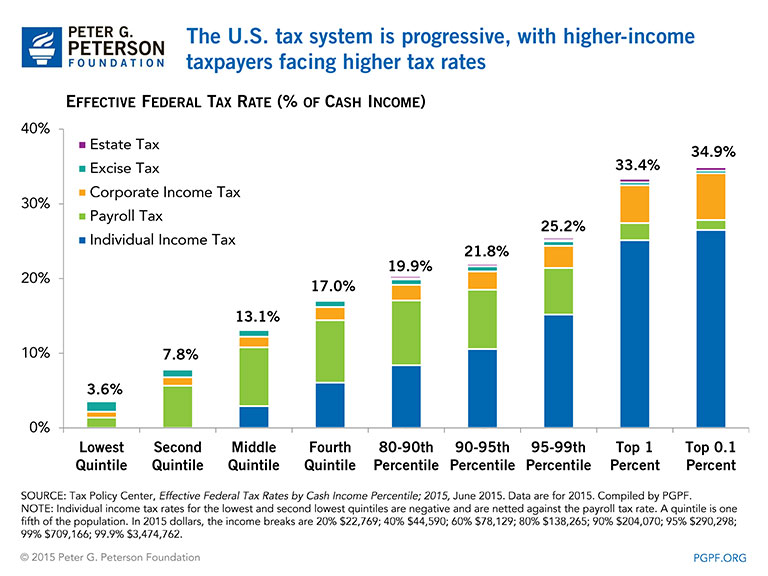 PETER G.
PETERSON
FOUNDATION
The U.S. tax system is progressive, with higher-income
taxpayers facing higher tax rates
EFFECTIVE FEDERAL TAX RATE (% OF CASH INCOME)
40%
30%
20%
10%
0%
Estate Tax
Excise Tax
Corporate Income Tax
Payroll Tax
Individual Income Tax
3.6%
7.8%
13.1%
17.0%
19.9%
21.8%
25.2%
33.4%
34.9%
Lowest
Quintile
Second
Quintile
Middle
Quintile
Fourth
Quintile
80-90th
Percentile
90-95th
Percentile
95-99th
Percentile
Top 1
Percent
Top 0.1
Percent
SOURCE: Tax Policy Center, Effective Federal Tax Rates by Cash Income Percentile; 2015, June 2015. Data are for 2015. Compiled by PGPF.
NOTE: Individual income tax rates for the lowest and second lowest quintiles are negative and are netted against the payroll tax rate. A quintile is one
fifth of the population. In 2015 dollars, the income breaks are 20% $22,769; 40% $44,590; 60% $78,129; 80% $138,265; 90% $204,070; 95% $290,298;
99% $709,166; 99.9% $3,474,762.
© 2015 Peter G. Peterson Foundation
PGPF.ORG